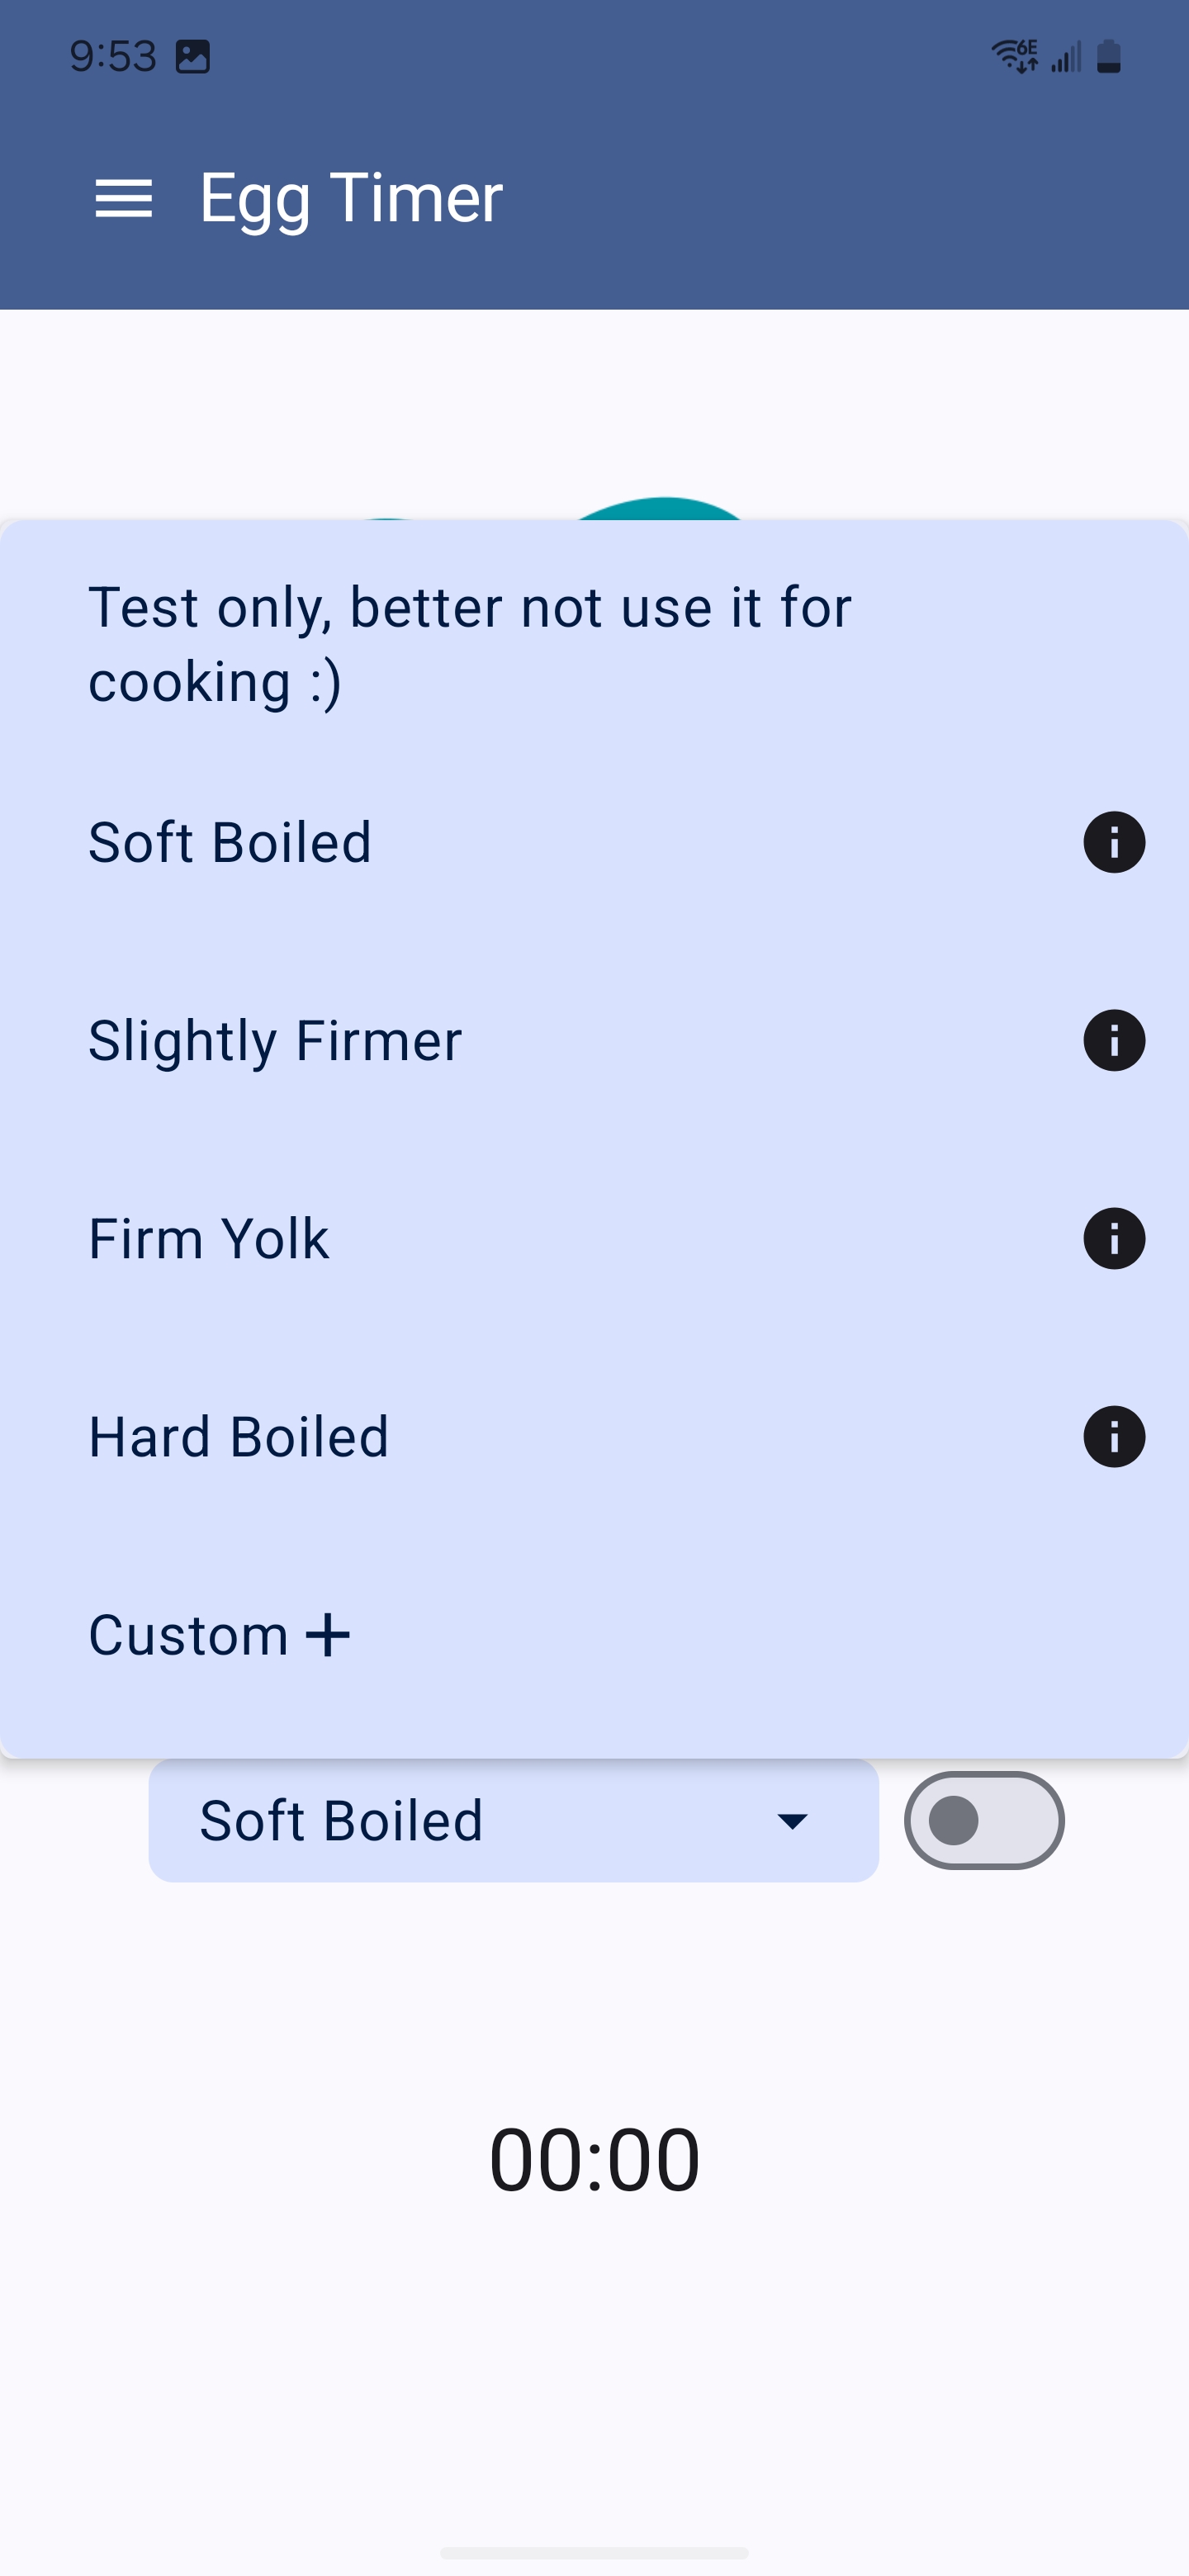 9:53
6E
Egg Timer
Test only, better not use it for
cooking :)
Soft Boiled
Slightly Firmer
Firm Yolk
Hard Boiled
Custom +
Soft Boiled
00:00